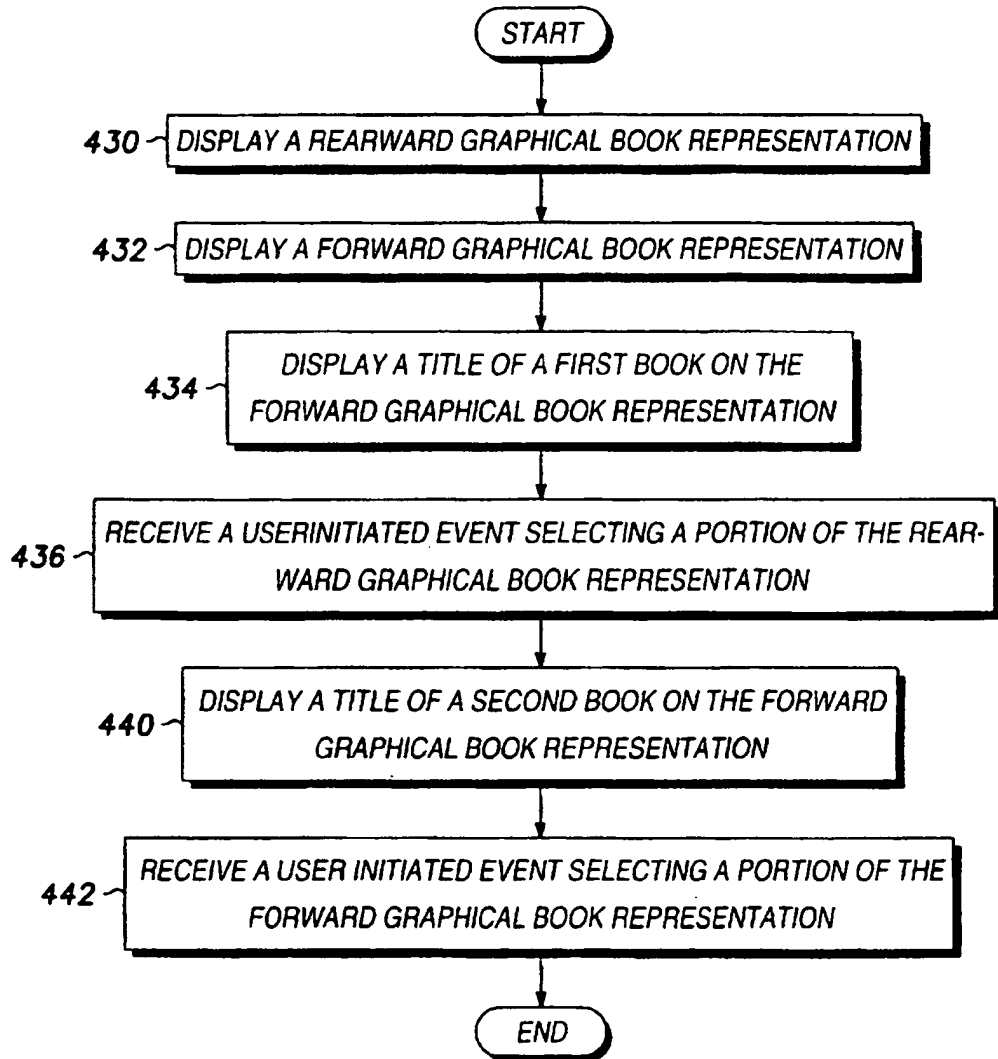 START
430 DISPLAY A REARWARD GRAPHICAL BOOK REPRESENTATION
432 DISPLAY A FORWARD GRAPHICAL BOOK REPRESENTATION
DISPLAY A TITLE OF A FIRST BOOK ON THE
434
FORWARD GRAPHICAL BOOK REPRESENTATION
RECEIVE A USERINITIATED EVENT SELECTING A PORTION OF THE REAR-
436
WARD GRAPHICAL BOOK REPRESENTATION
DISPLAY A TITLE OF A SECOND BOOK ON THE FORWARD
440
GRAPHICAL BOOK REPRESENTATION
RECEIVE A USER INITIATED EVENT SELECTING A PORTION OF THE
442
FORWARD GRAPHICAL BOOK REPRESENTATION
END